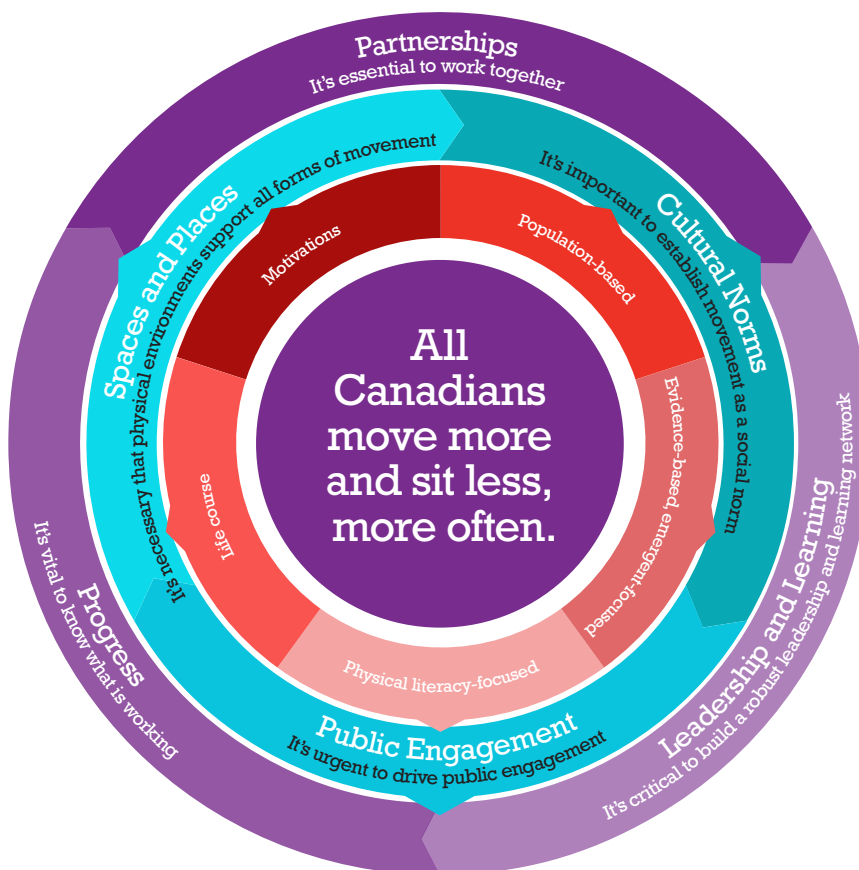 Partnerships
It's essential to work together
Spaces and Places
It's necessary that physical environments support all forms of movement
Cultural Norms
It's important to establish movement as a social norm
Motivations
Population-based
All
Canadians
move more
and sit less,
more often.
Evidence-based, emergent-focused
Life course
Physical literacy-focused
Public Engagement
It's urgent to drive public engagement
Progress
It's vital to know what is working
Leadership and Learning
It's critical to build a robust leadership and learning network